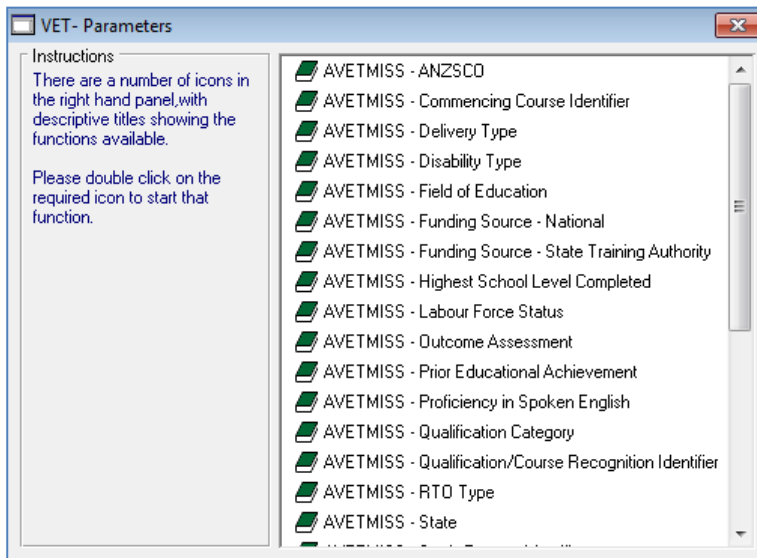 VET- Parameters
Instructions
There are a number of icons in
the right hand panel,with
descriptive titles showing the
functions available.
Please double click on the
required icon to start that
function.
AVETMISS - ANZSCO
AVETMISS - Commencing Course Identifier
AVETMISS - Delivery Type
AVETMISS - Disability Type
AVETMISS - Field of Education
AVETMISS - Funding Source - National
AVETMISS - Funding Source - State Training Authority
AVETMISS - Highest School Level Completed
AVETMISS - Labour Force Status
AVETMISS - Outcome Assessment
AVETMISS - Prior Educational Achievement
AVETMISS - Proficiency in Spoken English
AVETMISS - Qualification Category
AVETMISS - Qualification/Course Recognition Identifier
AVETMISS - RTO Type
AVETMISS - State